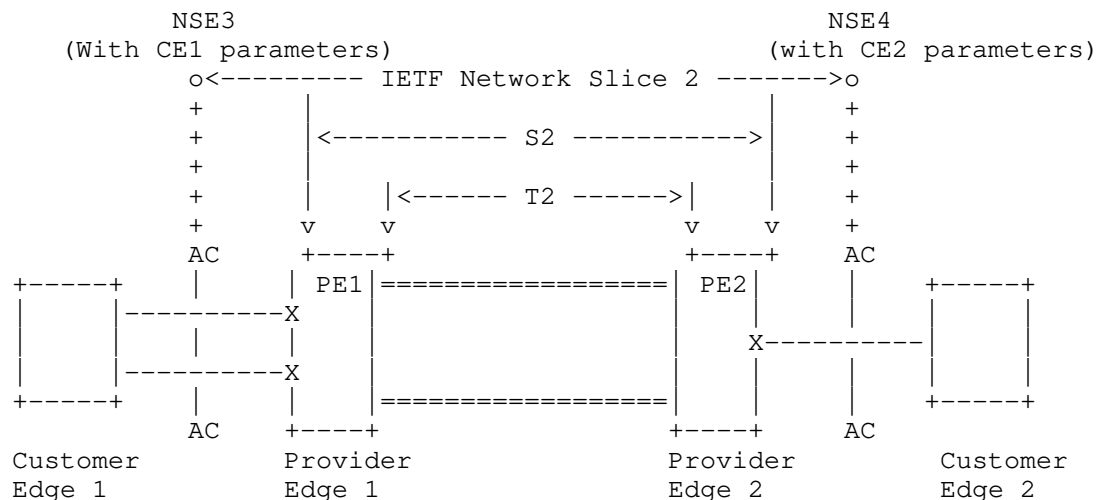 NSE3                                    NSE4
(With CE1 parameters)                       (with CE2 parameters)
o<--------- IETF Network Slice 2 ------->o
+      |                            |    +
+      |<----------- S2 ----------->|    +
+      |                            |    +
+      |    |<------ T2 ------>|    |    +
+      v    v                  v    v    +
AC     +----+                  +----+   AC
+-----+    |     | PE1|==================| PE2|     |    +-----+
|     |----------X    |                  |    |     |    |     |
|     |    |     |    |                  |    X----------|     |
|     |----------X    |                  |    |     |    |     |
+-----+    |     |    |==================|    |     |    +-----+
AC    +----+                  +----+    AC
Customer         Provider                Provider         Customer
Edge 1           Edge 1                  Edge 2           Edge 2